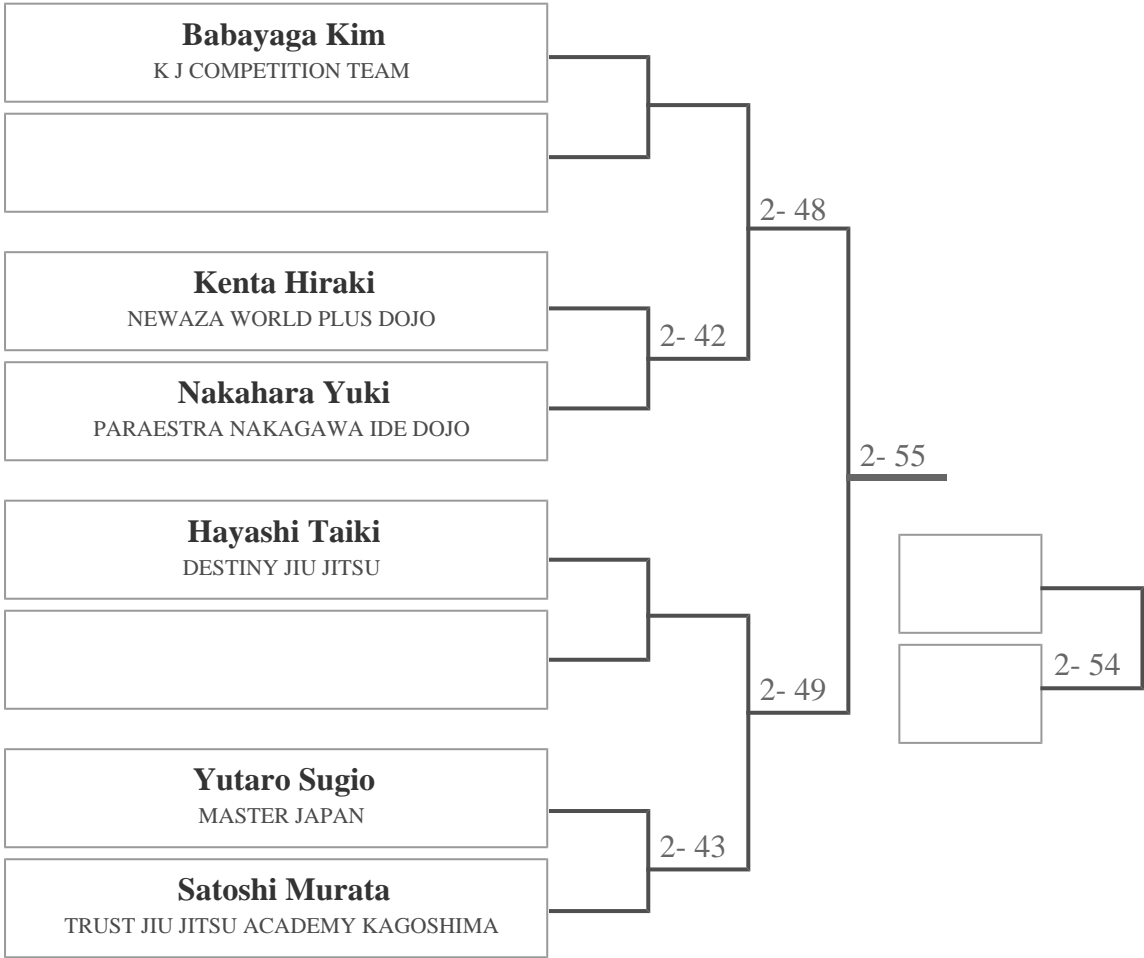 Babayaga Kim
K J COMPETITION TEAM
2- 48
Kenta Hiraki
NEWAZA WORLD PLUS DOJO
2- 42
Nakahara Yuki
PARAESTRA NAKAGAWA IDE DOJO
2- 55
Hayashi Taiki
DESTINY JIU JITSU
2- 54
2- 49
Yutaro Sugio
MASTER JAPAN
2- 43
Satoshi Murata
TRUST JIU JITSU ACADEMY KAGOSHIMA